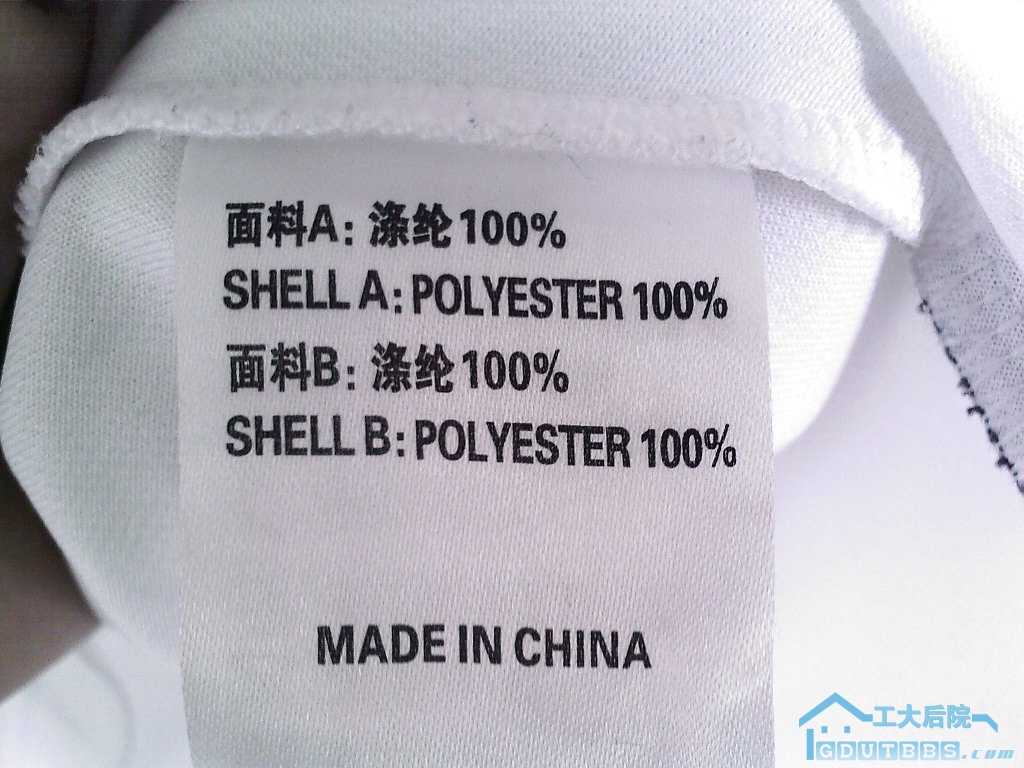 面料A: 涤纶100%
SHELL A: POLYESTER 100%
面料B: 涤纶100%
SHELL B: POLYESTER 100%
MADE IN CHINA
工大后院
GDUTBBS.com